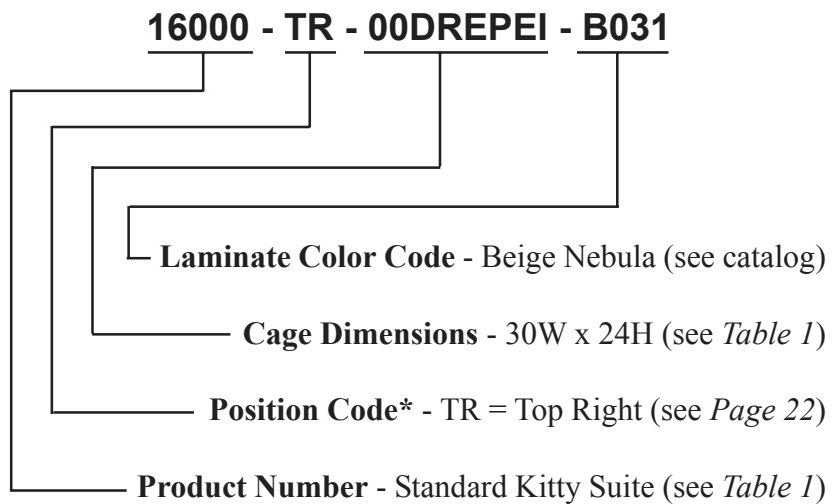 16000 - TR - 00DREPEI - B031
Laminate Color Code - Beige Nebula (see catalog)
Cage Dimensions - 30W x 24H (see Table 1)
Position Code* - TR = Top Right (see Page 22)
Product Number - Standard Kitty Suite (see Table 1)